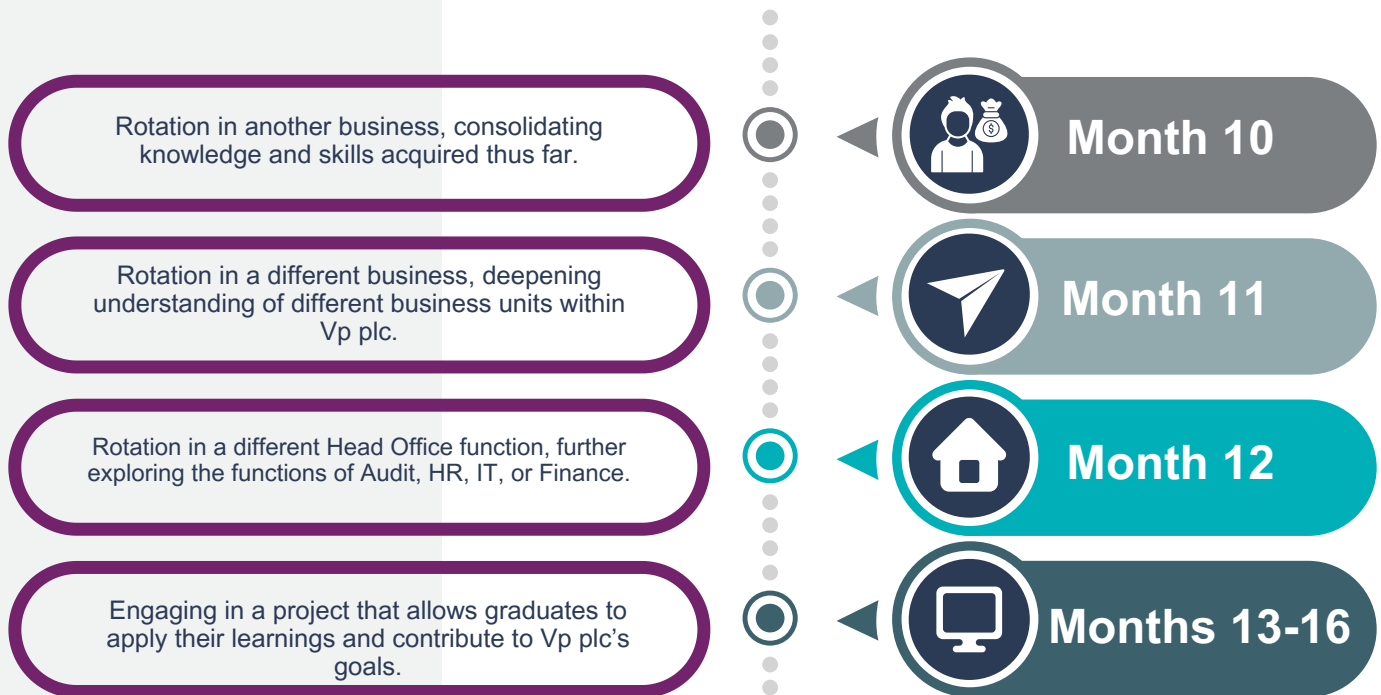 Rotation in another business, consolidating
knowledge and skills acquired thus far.
Month 10
Rotation in a different business, deepening
understanding of different business units within
Vp plc.
Month 11
Rotation in a different Head Office function, further
exploring the functions of Audit, HR, IT, or Finance.
Month 12
Engaging in a project that allows graduates to
apply their learnings and contribute to Vp plc’s
goals.
Months 13-16